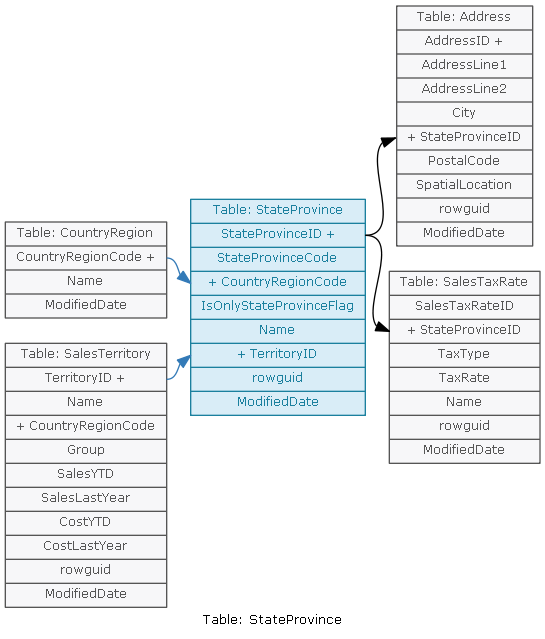 Table: Address
AddressID +
AddressLine1
AddressLine2
City
+ StateProvinceID
PostalCode
SpatialLocation
rowguid
ModifiedDate
Table: StateProvince
StateProvinceID +
StateProvinceCode
+ CountryRegionCode
IsOnlyStateProvinceFlag
Name
+ TerritoryID
rowguid
ModifiedDate
Table: CountryRegion
CountryRegionCode +
Name
ModifiedDate
Table: SalesTaxRate
SalesTaxRateID
+ StateProvinceID
TaxType
TaxRate
Name
rowguid
ModifiedDate
Table: SalesTerritory
TerritoryID +
Name
+ CountryRegionCode
Group
SalesYTD
SalesLastYear
CostYTD
CostLastYear
rowguid
ModifiedDate
Table: StateProvince